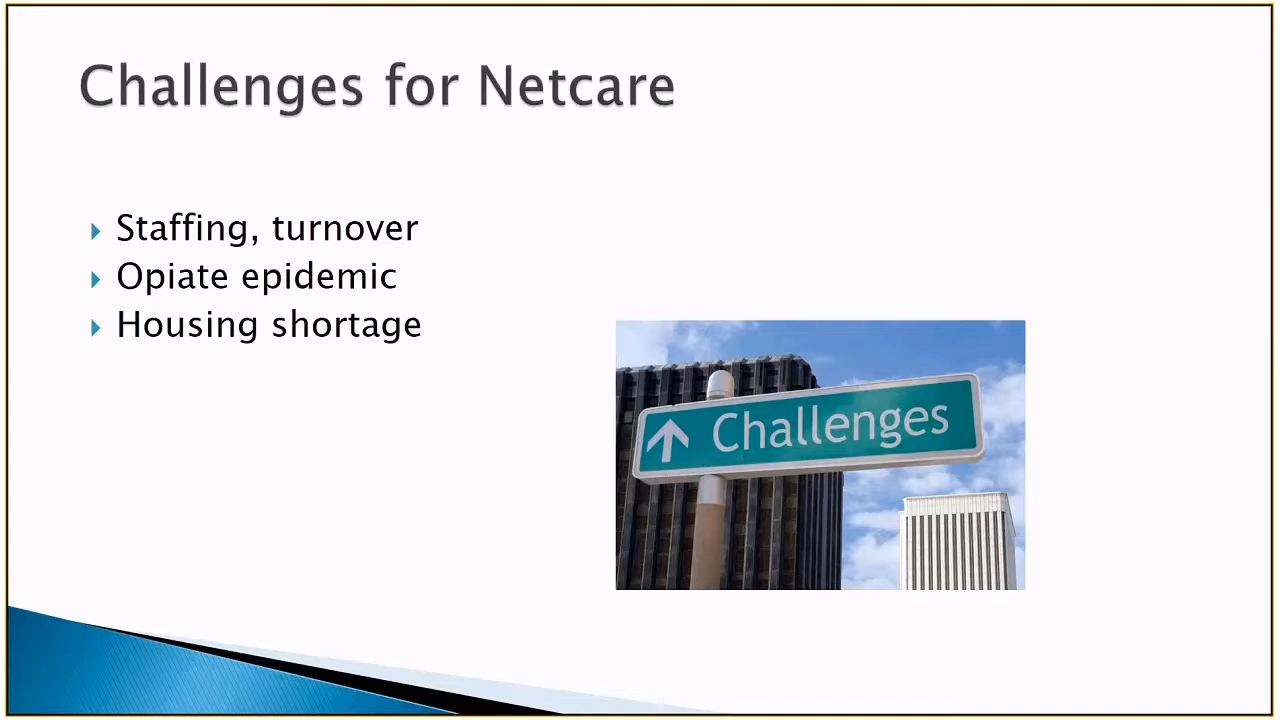 Challenges for Netcare
Staffing, turnover
Opiate epidemic
Housing shortage
Challenges